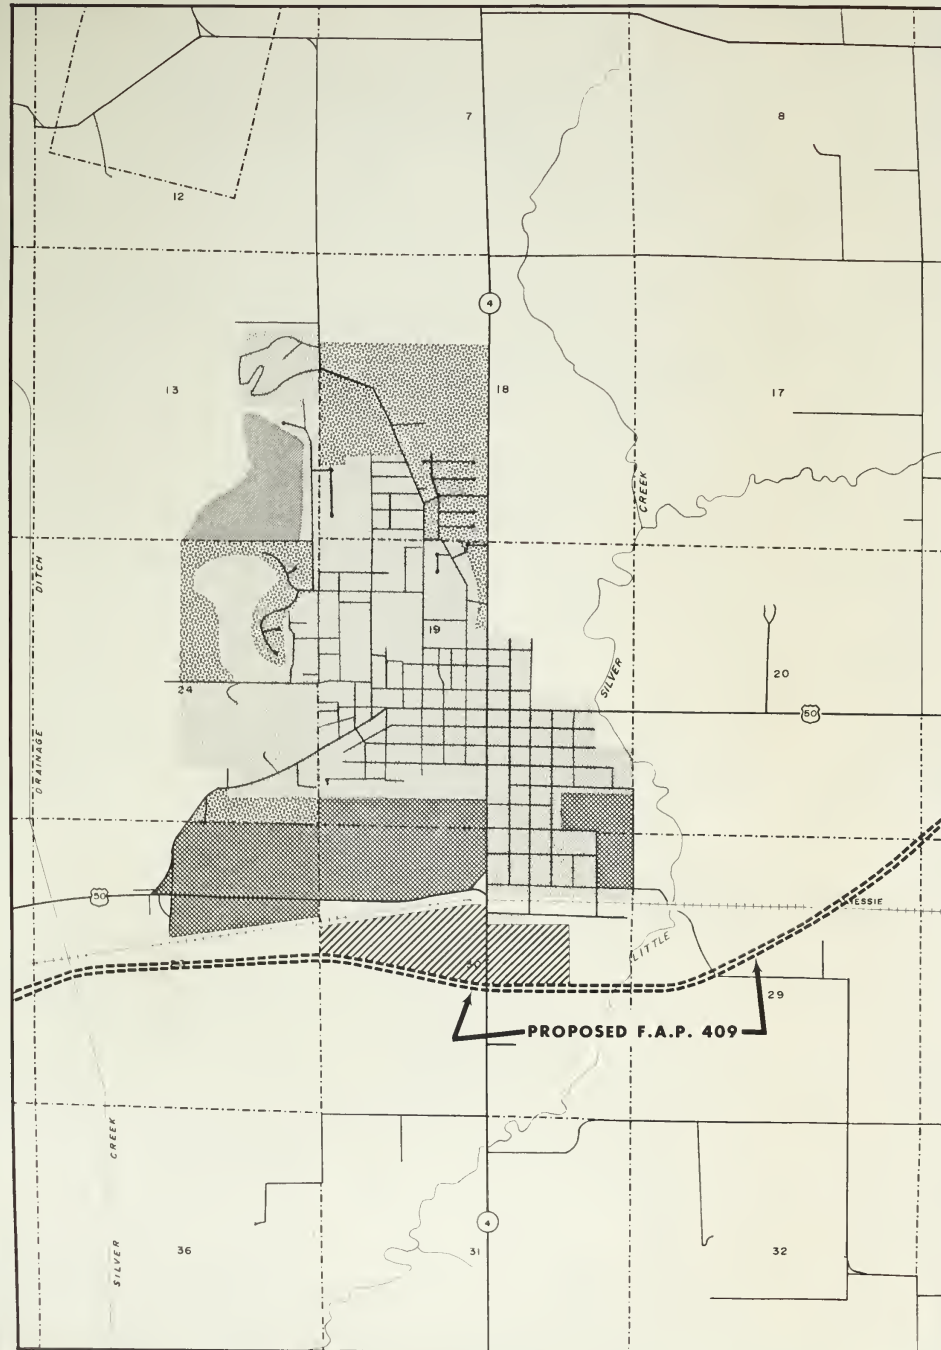 7
8
12
4
13
18
17
CREEK
DITCH
19
SILVER
20
24
50
DRAINAGE
50
LITTLE
29
PROPOSED F.A.P. 409
CREEK
4
36
31
32
SILVER